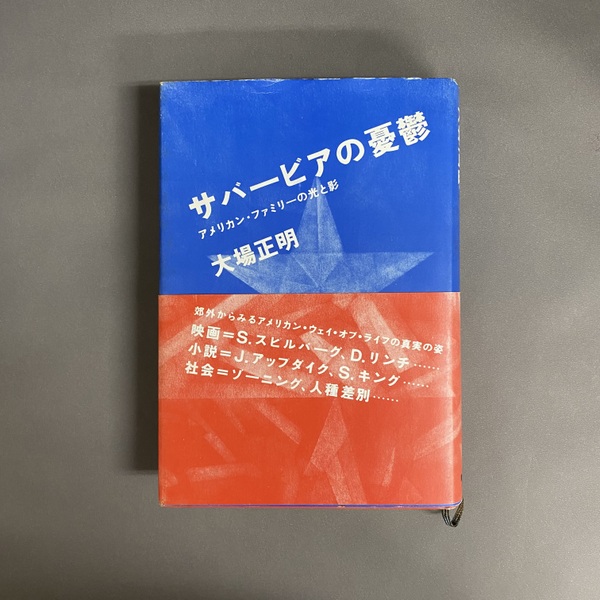 サバービアの憂鬱
アメリカン・ファミリーの光と影
大場正明
郊外からみるアメリカン・ウェイ・オブ・ライフの真実の姿
映画=S.スピルバーグ、D.リンチ……
小説=J.アップダイク、S.キング……
社会=ゾーニング、人種差別……